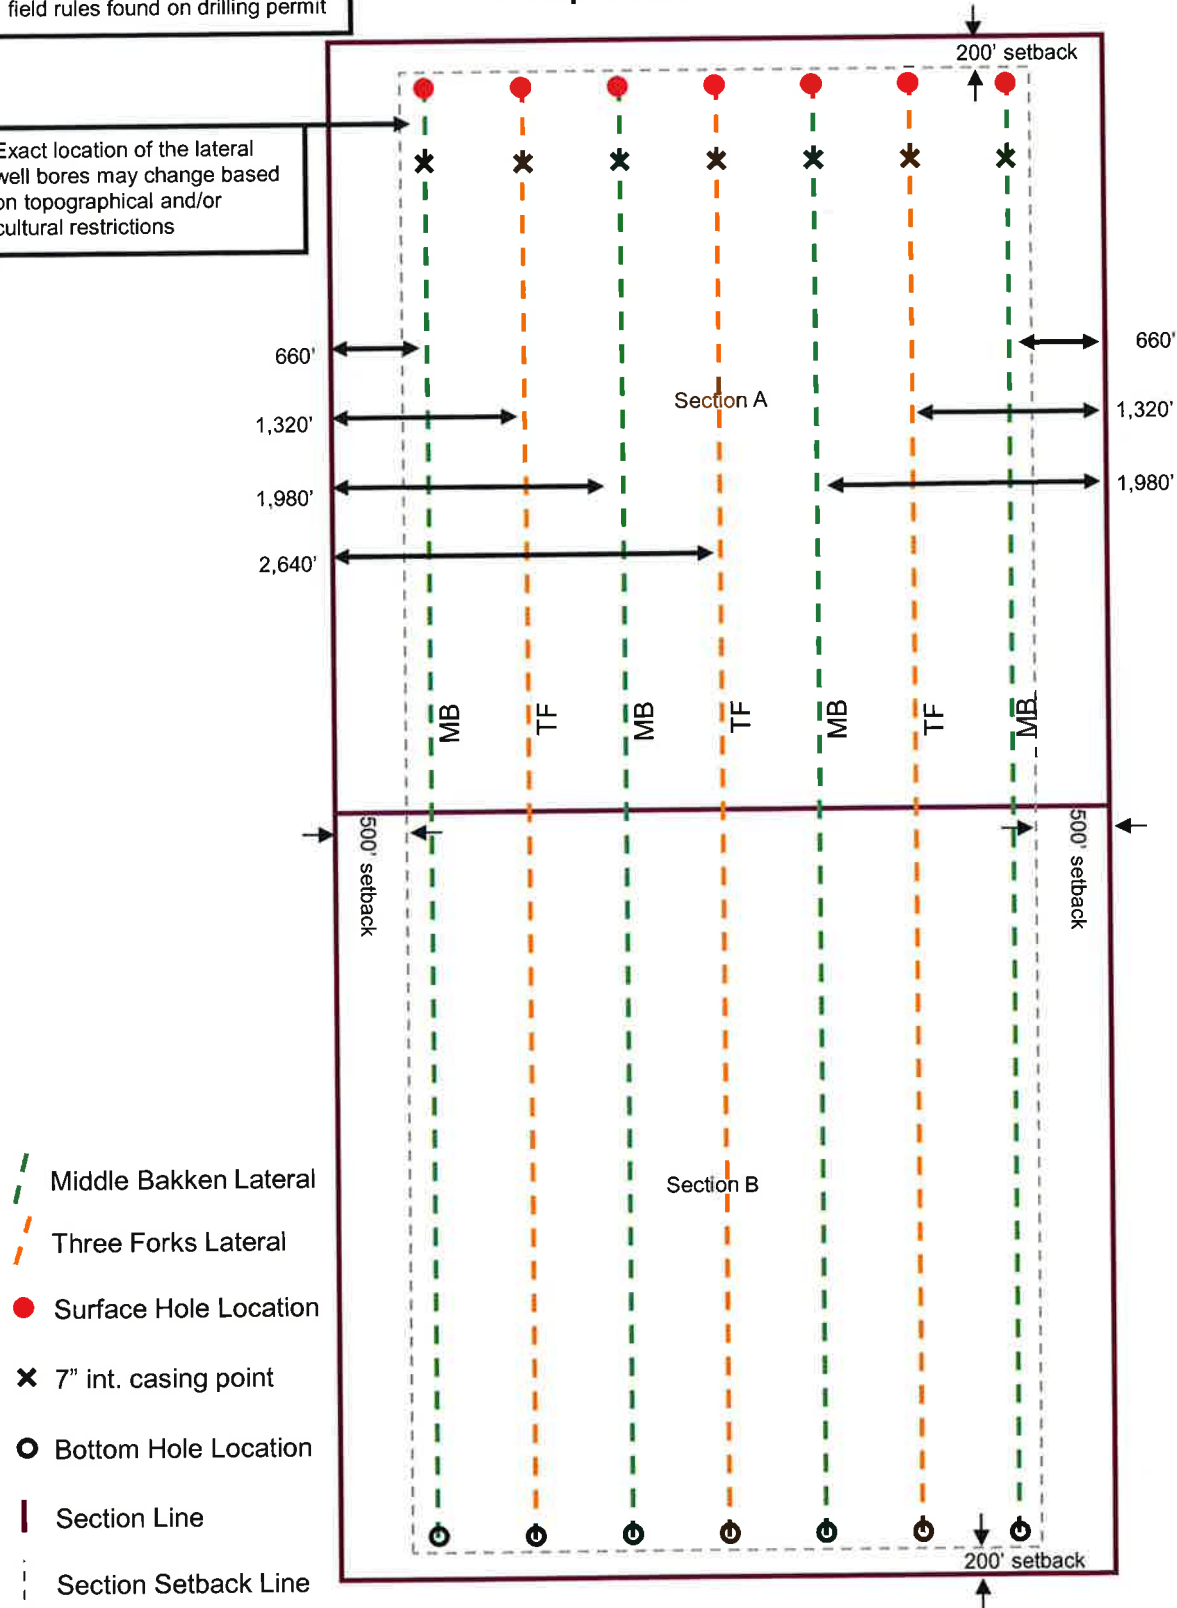 field rules found on drilling permit
200' setback
Exact location of the lateral
well bores may change based
on topographical and/or
cultural restrictions
660'
660'
Section A
1,320'
1,320'
1,980'
1,980'
2,640'
MB
TF
MB
TF
MB
TF
MB
500' setback
500' setback
Middle Bakken Lateral
Section B
Three Forks Lateral
Surface Hole Location
7" int. casing point
Bottom Hole Location
Section Line
200' setback
Section Setback Line